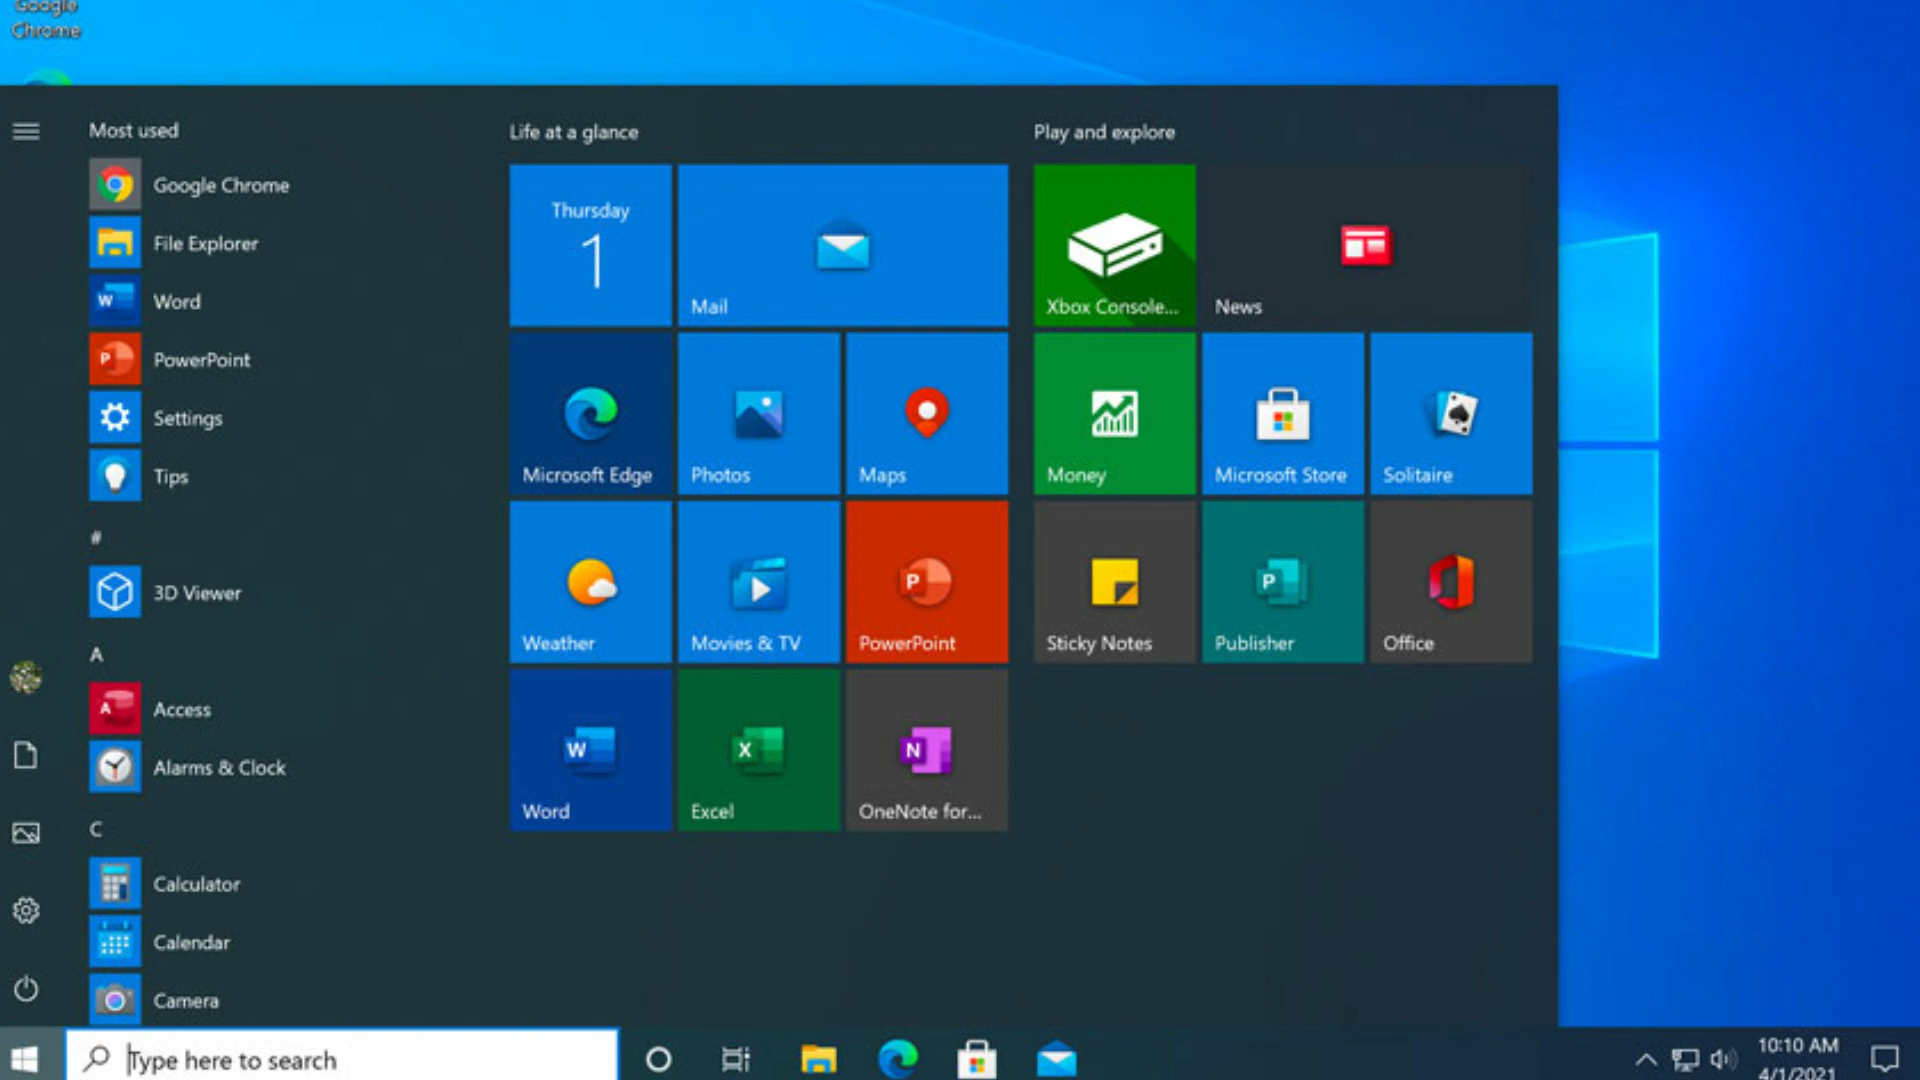 Google
Chrome
Most used
Google Chrome
File Explorer
Word
PowerPoint
Settings
Tips
#
3D Viewer
A
Access
Alarms & Clock
C
Calculator
Calendar
Camera
Life at a glance
Thursday
1
Mail
Microsoft Edge
Photos
Maps
Weather
Movies & TV
PowerPoint
Word
Excel
OneNote for...
Play and explore
Xbox Console...
News
Money
Microsoft Store
Solitaire
Sticky Notes
Publisher
Office
Type here to search
10:10 AM
4/1/2021